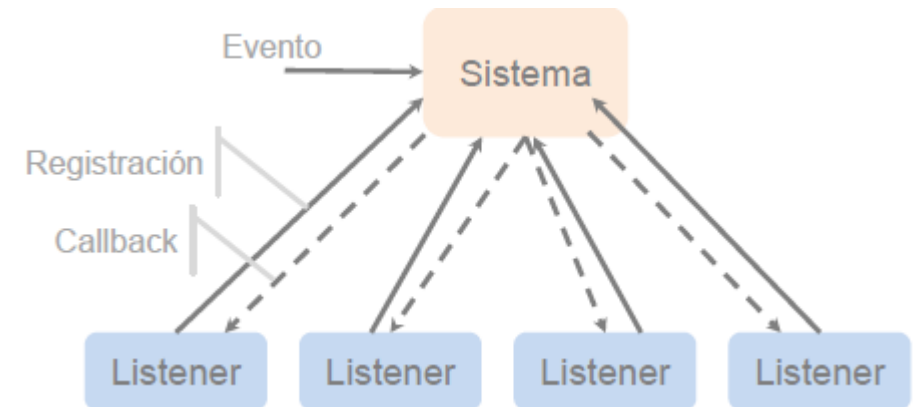 Evento
Sistema
Registración
Callback
Listener
Listener
Listener
Listener